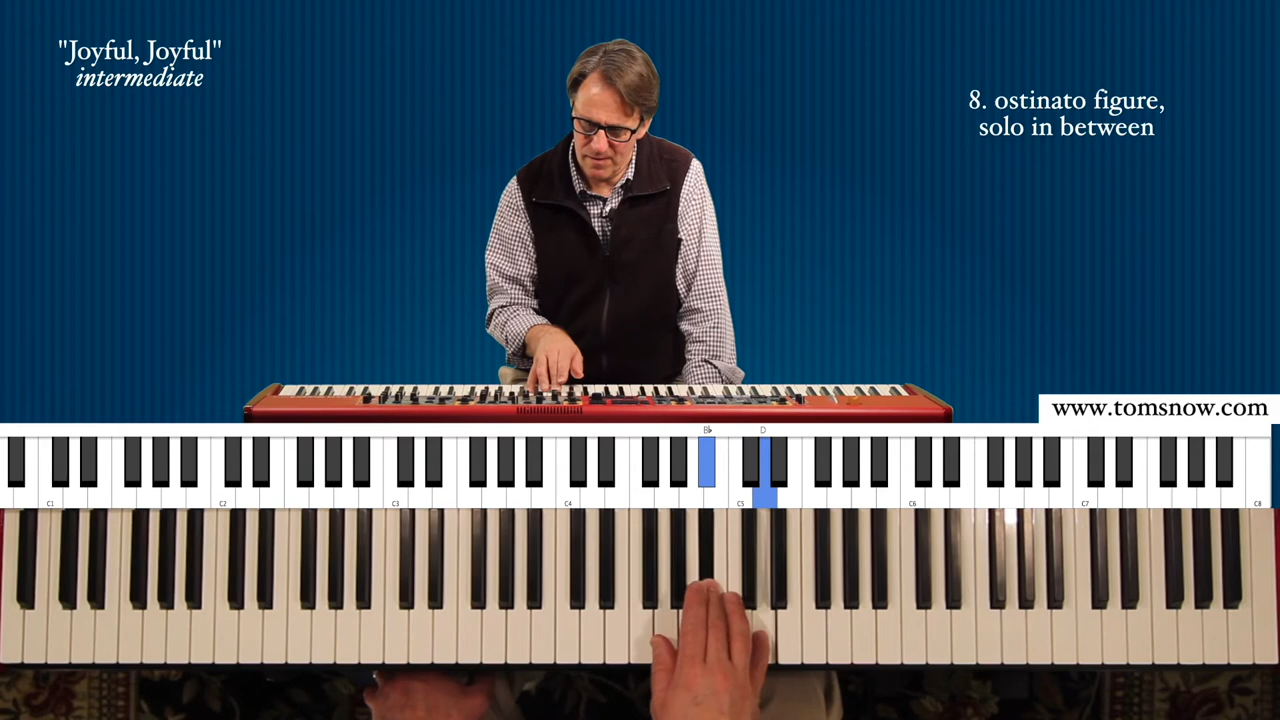 "Joyful, Joyful"
intermediate
8. ostinato figure,
solo in between
www.tomsnow.com
B♭ D
C1 C2 C3 C4 C5 C6 C7 C8